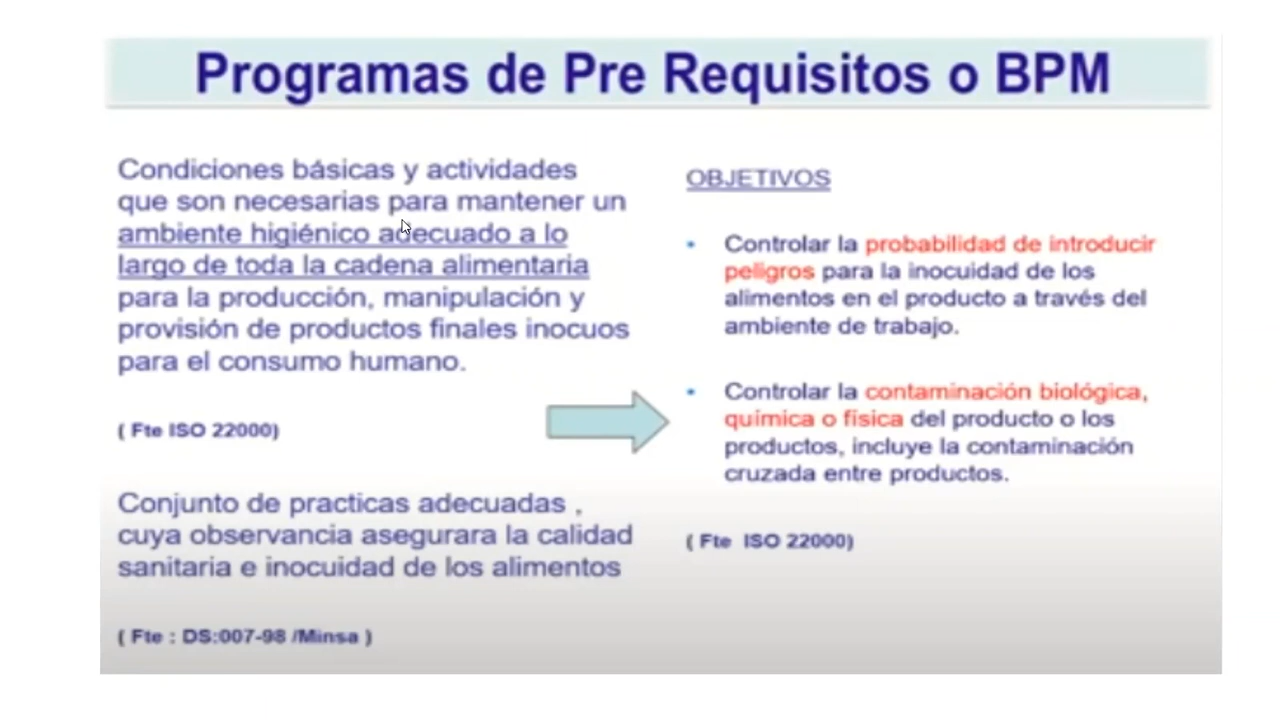 Programas de Pre Requisitos o BPM
Condiciones básicas y actividades
que son necesarias para mantener un
ambiente higiénico adecuado a lo
largo de toda la cadena alimentaria
para la producción, manipulación y
provisión de productos finales inocuos
para el consumo humano.
( Fte ISO 22000)
Conjunto de practicas adecuadas ,
cuya observancia asegurara la calidad
sanitaria e inocuidad de los alimentos
( Fte : DS:007-98 /Minsa )
OBJETIVOS
• Controlar la probabilidad de introducir
peligros para la inocuidad de los
alimentos en el producto a través del
ambiente de trabajo.
• Controlar la contaminación biológica,
química o física del producto o los
productos, incluye la contaminación
cruzada entre productos.
( Fte ISO 22000)